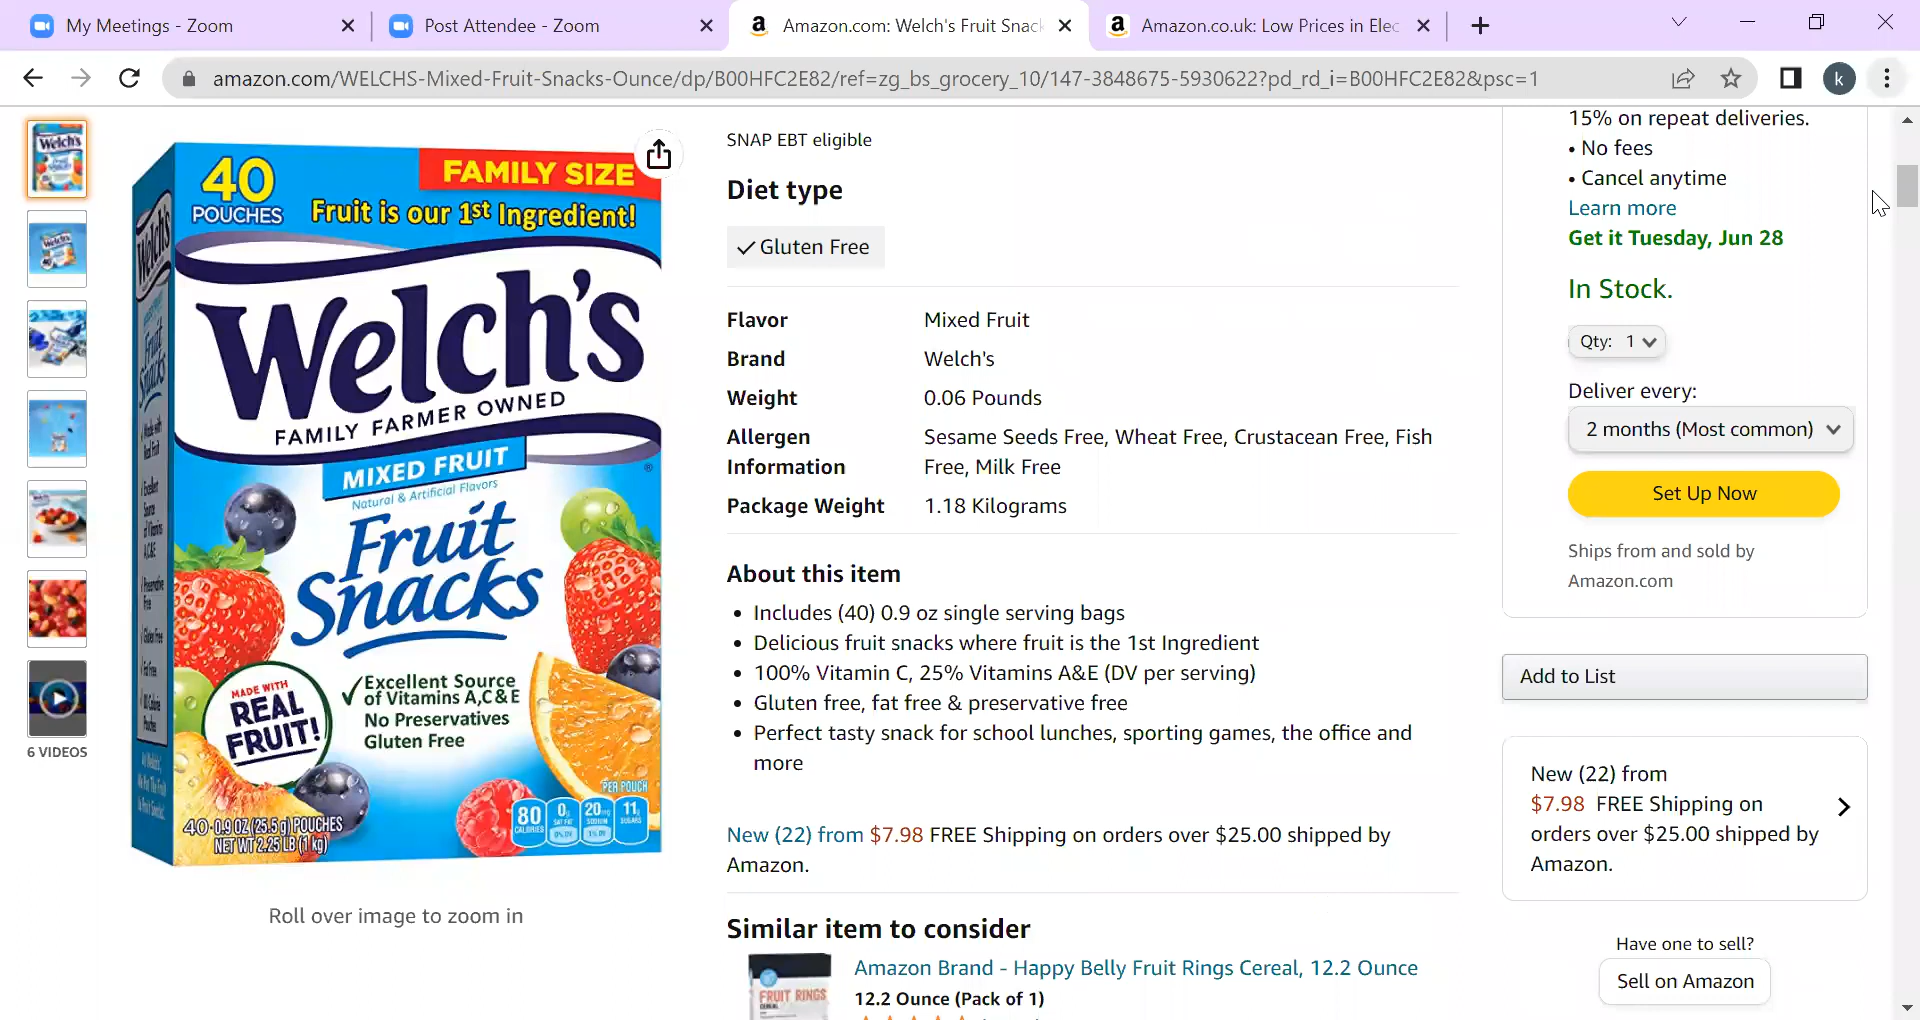 My Meetings - Zoom
Post Attendee - Zoom
Amazon.com: Welch's Fruit Snac
Amazon.co.uk: Low Prices in Elec
amazon.com/WELCHS-Mixed-Fruit-Snacks-Ounce/dp/B00HFC2E82/ref=zg_bs_grocery_10/147-3848675-5930622?pd_rd_i=B00HFC2E82&psc=1
k
6 VIDEOS
40
POUCHES
FAMILY SIZE
Fruit is our 1st Ingredient!
Welch's
FAMILY FARMER OWNED
MIXED FRUIT
Natural & Artificial Flavors
Fruit
Snacks
MADE WITH
REAL
FRUIT!
Excellent Source
of Vitamins A,C & E
No Preservatives
Gluten Free
PER POUCH
80 0g 20mg 11g
CALORIES SAT FAT SODIUM SUGARS
0% DV 1% DV
40-0.9 OZ (25.5 g) POUCHES
NET WT 2.25 LB (1 kg)
Roll over image to zoom in
SNAP EBT eligible
Diet type
Gluten Free
Flavor Mixed Fruit
Brand Welch's
Weight 0.06 Pounds
Allergen Sesame Seeds Free, Wheat Free, Crustacean Free, Fish
Information Free, Milk Free
Package Weight 1.18 Kilograms
About this item
• Includes (40) 0.9 oz single serving bags
• Delicious fruit snacks where fruit is the 1st Ingredient
• 100% Vitamin C, 25% Vitamins A&E (DV per serving)
• Gluten free, fat free & preservative free
• Perfect tasty snack for school lunches, sporting games, the office and
more
New (22) from $7.98 FREE Shipping on orders over $25.00 shipped by
Amazon.
Similar item to consider
FRUIT RINGS
Amazon Brand - Happy Belly Fruit Rings Cereal, 12.2 Ounce
12.2 Ounce (Pack of 1)
15% on repeat deliveries.
• No fees
• Cancel anytime
Learn more
Get it Tuesday, Jun 28
In Stock.
Qty: 1
Deliver every:
2 months (Most common)
Set Up Now
Ships from and sold by
Amazon.com
Add to List
New (22) from
$7.98 FREE Shipping on
orders over $25.00 shipped by
Amazon.
Have one to sell?
Sell on Amazon